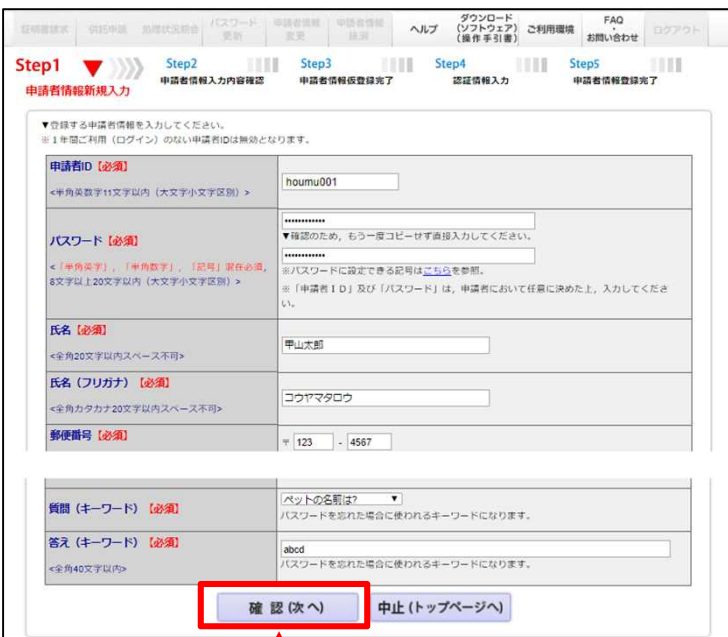 証明書請求 供託申請 処理状況照会 パスワード更新 申請者情報変更 申請者情報抹消 ヘルプ ダウンロード(ソフトウェア)(操作手引書) ご利用環境 FAQ・お問い合わせ ログアウト
Step1 Step2 Step3 Step4 Step5
申請者情報新規入力 申請者情報入力内容確認 申請者情報仮登録完了 認証情報入力 申請者情報登録完了
▼登録する申請者情報を入力してください。
※1年間ご利用（ログイン）のない申請者IDは無効となります。
申請者ID【必須】
<半角英数字11文字以内（大文字小文字区別）>
houmu001
パスワード【必須】
<「半角英字」，「半角数字」，「記号」混在必須，
8文字以上20文字以内（大文字小文字区別）>
••••••••••••
▼確認のため，もう一度コピーせず直接入力してください。
••••••••••••
※パスワードに設定できる記号はこちらを参照。
※「申請者ＩＤ」及び「パスワード」は，申請者において任意に決めた上，入力してくださ
い。
氏名【必須】
<全角20文字以内スペース不可>
甲山太郎
氏名（フリガナ）【必須】
<全角カタカナ20文字以内スペース不可>
コウヤマタロウ
郵便番号【必須】
〒 123 - 4567
質問（キーワード）【必須】
ペットの名前は? ▼
パスワードを忘れた場合に使われるキーワードになります。
答え（キーワード）【必須】
<全角40文字以内>
abcd
パスワードを忘れた場合に使われるキーワードになります。
確 認 (次 へ) 中止 (トップページへ)